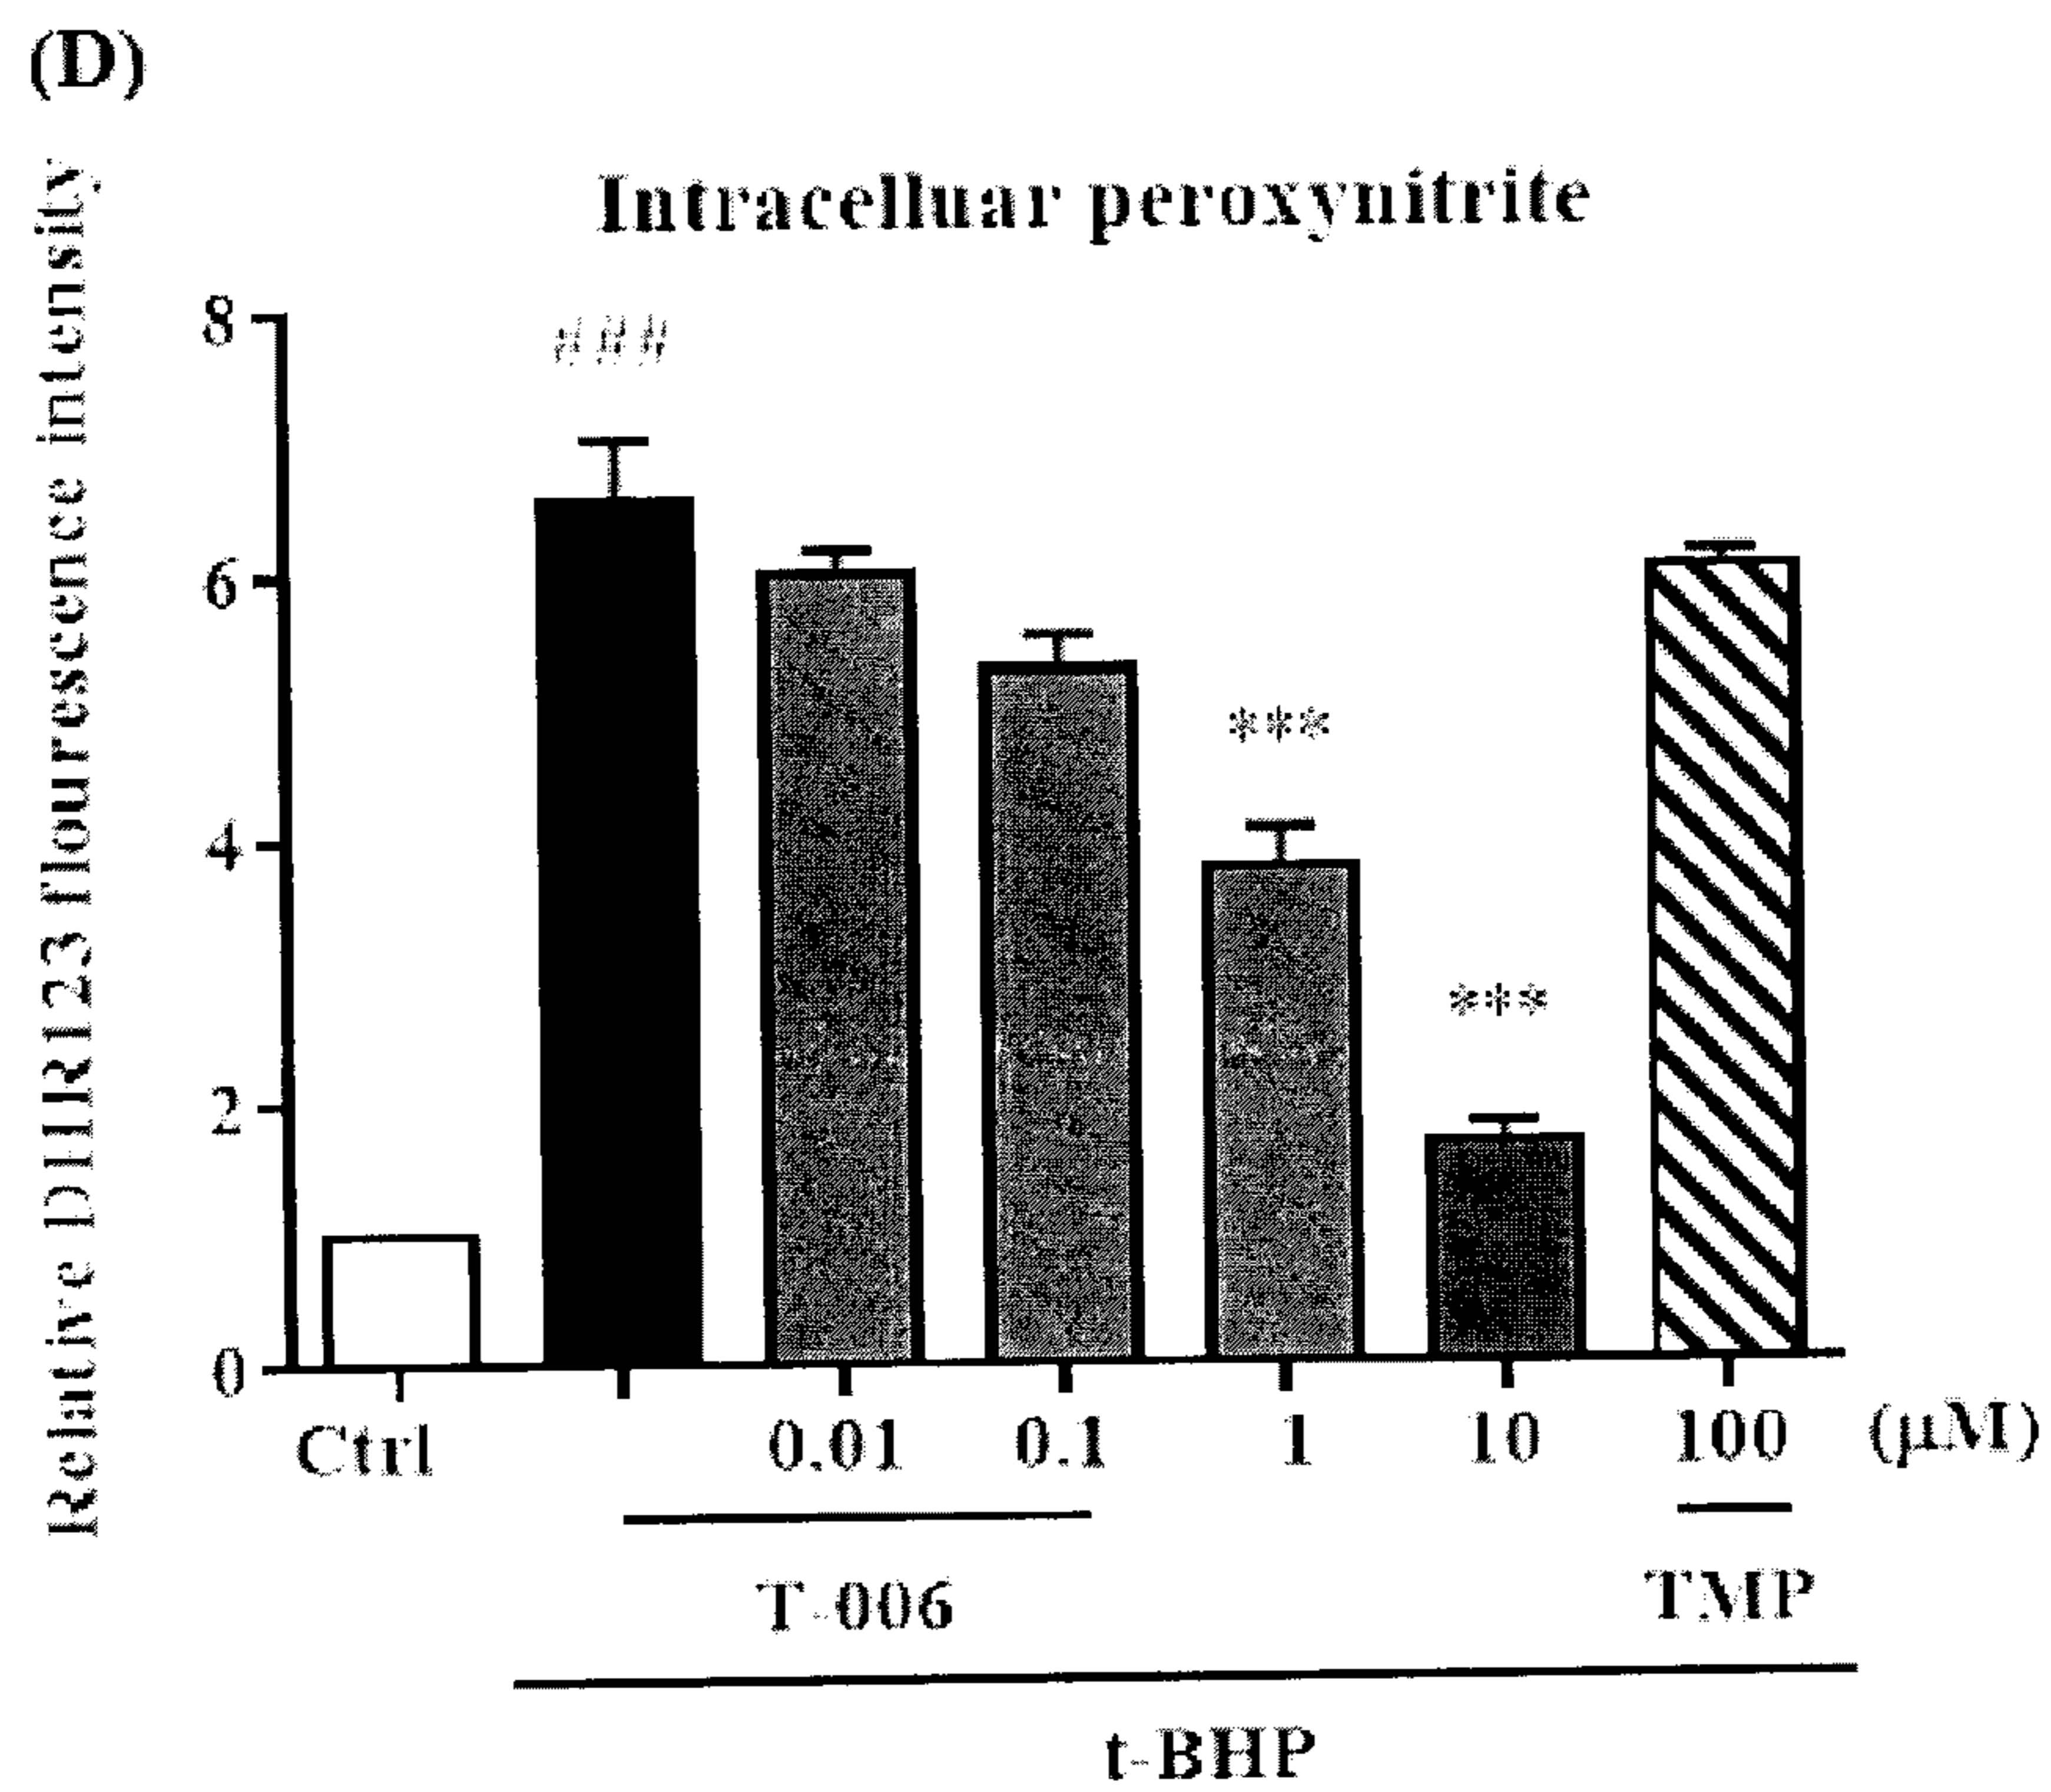 (D)
Intracelluar peroxynitrite
Relative DHR123 flourescence intensity
8
###
6
4
***
***
2
0
Ctrl 0.01 0.1 1 10 100 (μM)
T-006 TMP
t-BHP